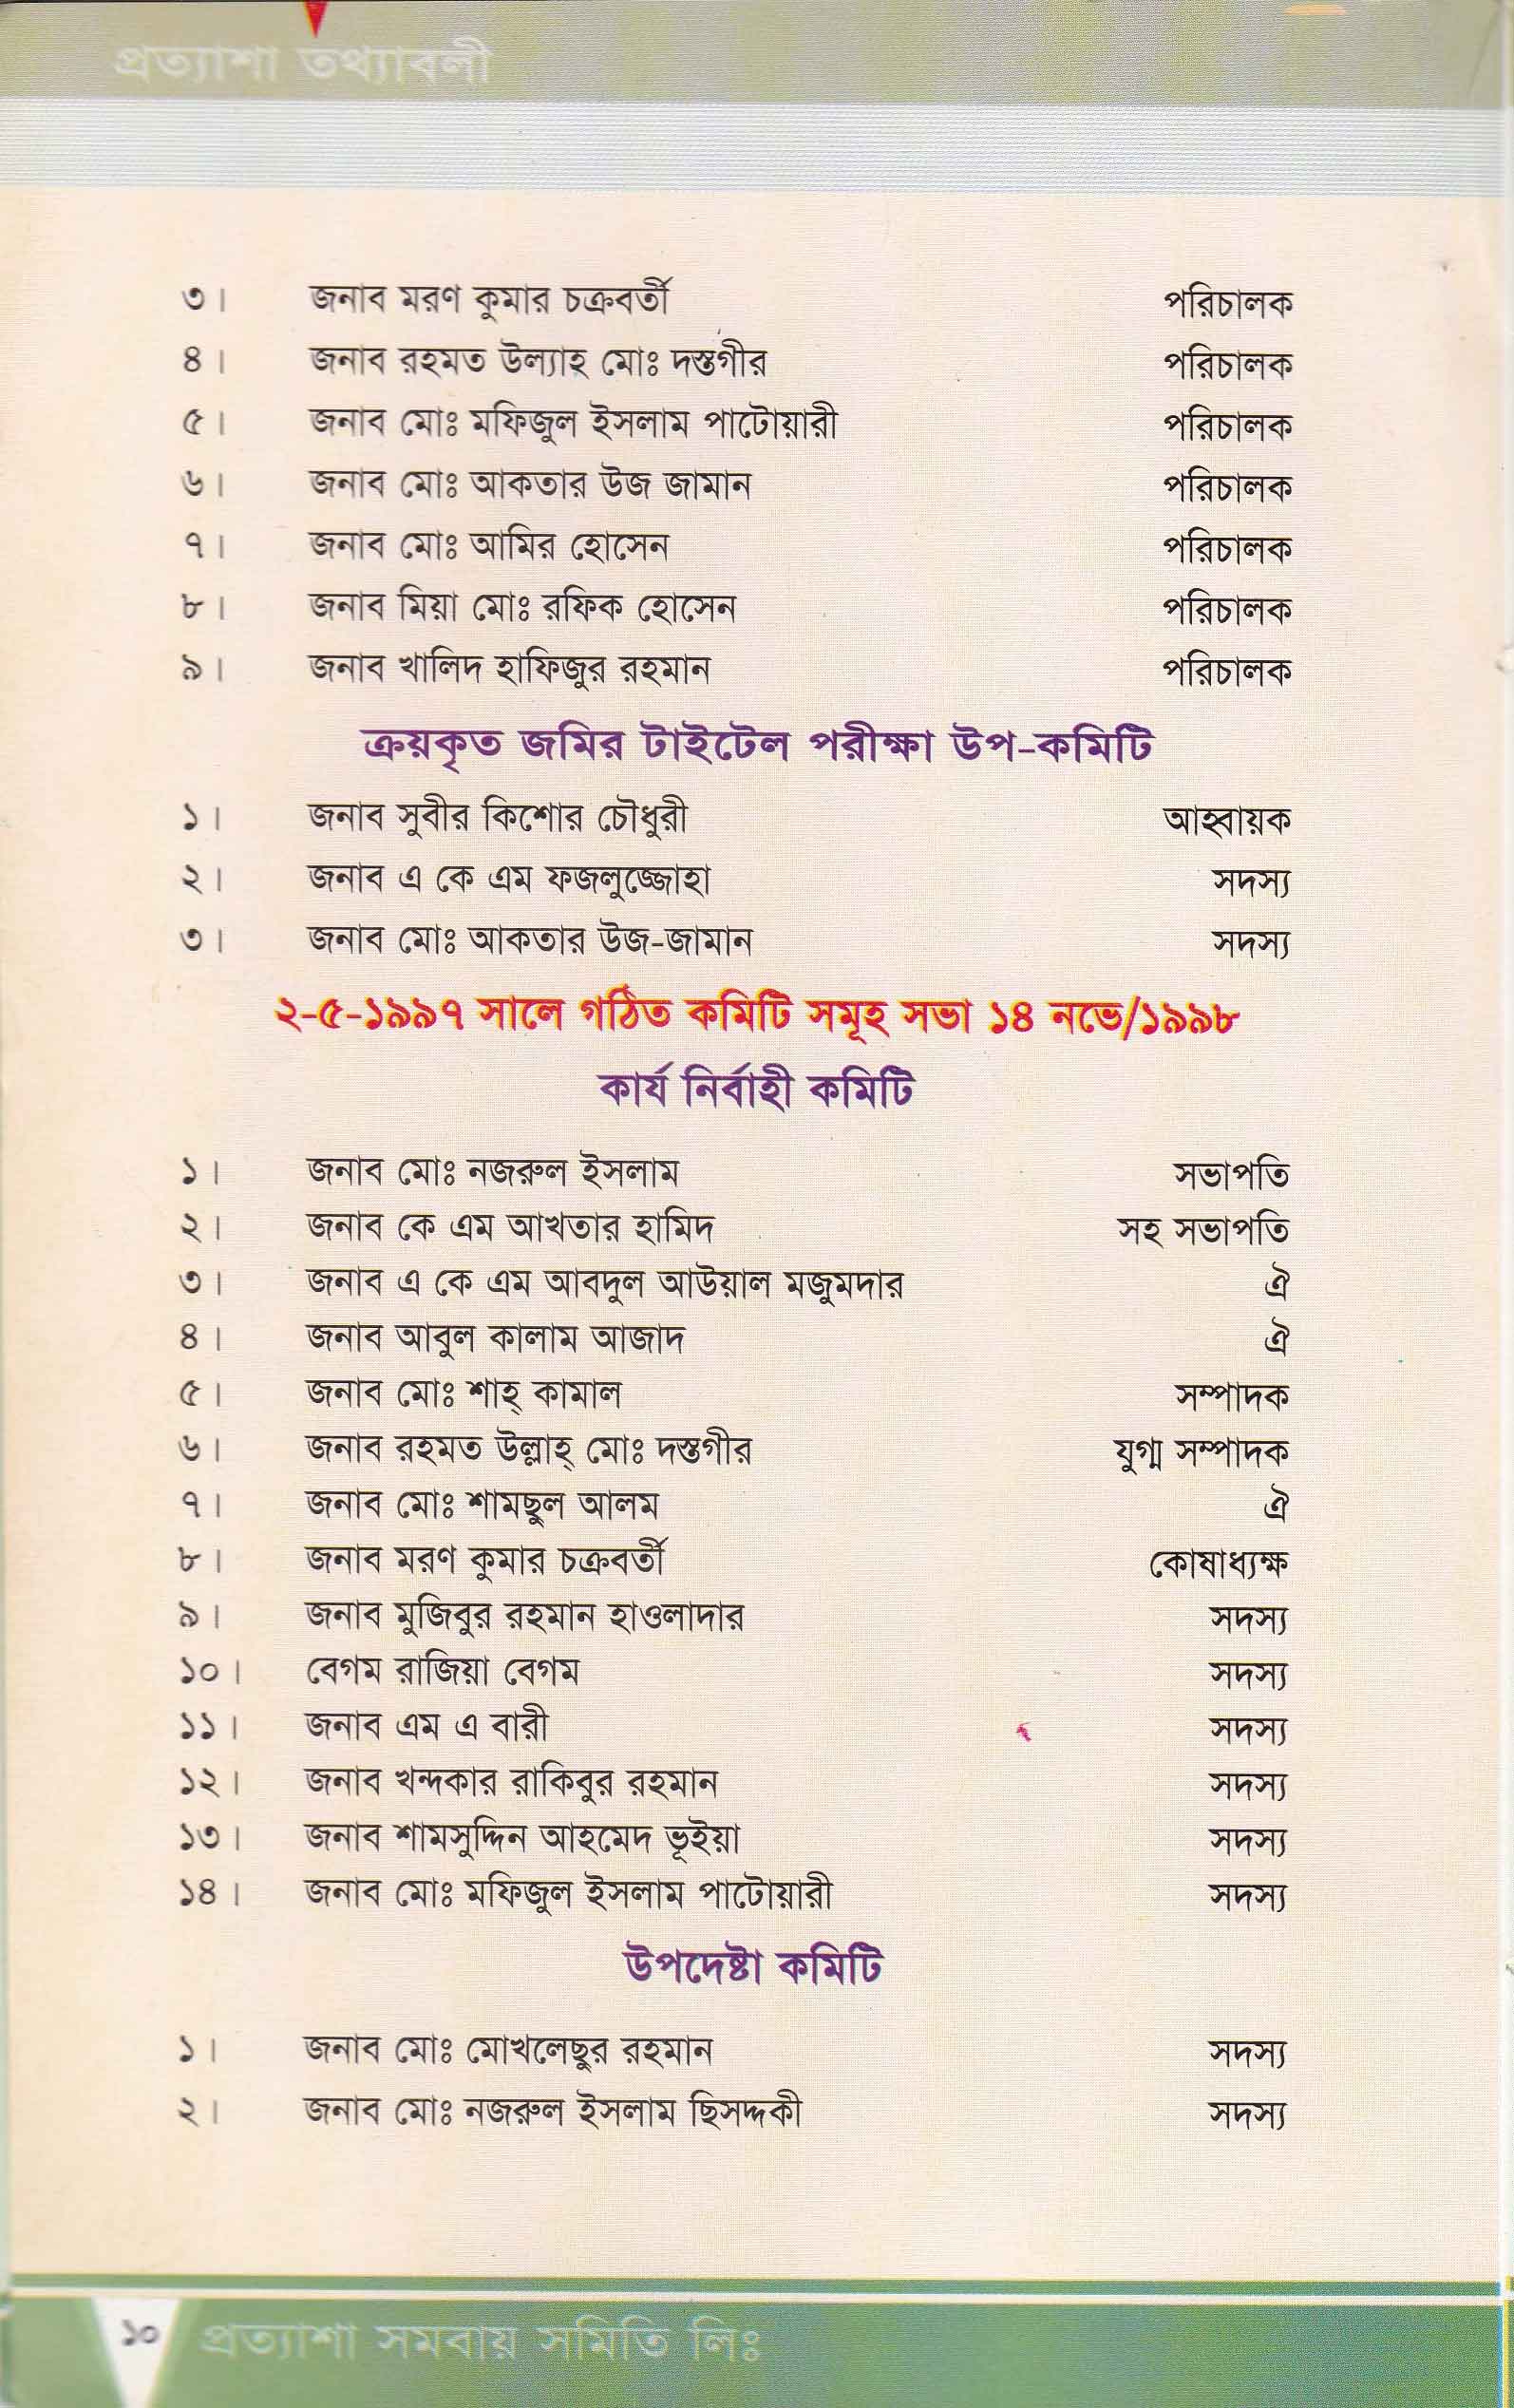 প্রত্যাশা তথ্যাবলী
৩। জনাব মরণ কুমার চক্রবর্তী পরিচালক
৪। জনাব রহমত উল্যাহ মোঃ দস্তগীর পরিচালক
৫। জনাব মোঃ মফিজুল ইসলাম পাটোয়ারী পরিচালক
৬। জনাব মোঃ আকতার উজ জামান পরিচালক
৭। জনাব মোঃ আমির হোসেন পরিচালক
৮। জনাব মিয়া মোঃ রফিক হোসেন পরিচালক
৯। জনাব খালিদ হাফিজুর রহমান পরিচালক
ক্রয়কৃত জমির টাইটেল পরীক্ষা উপ-কমিটি
১। জনাব সুবীর কিশোর চৌধুরী আহ্বায়ক
২। জনাব এ কে এম ফজলুজ্জোহা সদস্য
৩। জনাব মোঃ আকতার উজ-জামান সদস্য
২-৫-১৯৯৭ সালে গঠিত কমিটি সমূহ সভা ১৪ নভে/১৯৯৮
কার্য নির্বাহী কমিটি
১। জনাব মোঃ নজরুল ইসলাম সভাপতি
২। জনাব কে এম আখতার হামিদ সহ সভাপতি
৩। জনাব এ কে এম আবদুল আউয়াল মজুমদার ঐ
৪। জনাব আবুল কালাম আজাদ ঐ
৫। জনাব মোঃ শাহ্ কামাল সম্পাদক
৬। জনাব রহমত উল্লাহ্ মোঃ দস্তগীর যুগ্ম সম্পাদক
৭। জনাব মোঃ শামছুল আলম ঐ
৮। জনাব মরণ কুমার চক্রবর্তী কোষাধ্যক্ষ
৯। জনাব মুজিবুর রহমান হাওলাদার সদস্য
১০। বেগম রাজিয়া বেগম সদস্য
১১। জনাব এম এ বারী সদস্য
১২। জনাব খন্দকার রাকিবুর রহমান সদস্য
১৩। জনাব শামসুদ্দিন আহমেদ ভূইয়া সদস্য
১৪। জনাব মোঃ মফিজুল ইসলাম পাটোয়ারী সদস্য
উপদেষ্টা কমিটি
১। জনাব মোঃ মোখলেছুর রহমান সদস্য
২। জনাব মোঃ নজরুল ইসলাম ছিসদ্দকী সদস্য
১০ প্রত্যাশা সমবায় সমিতি লিঃ